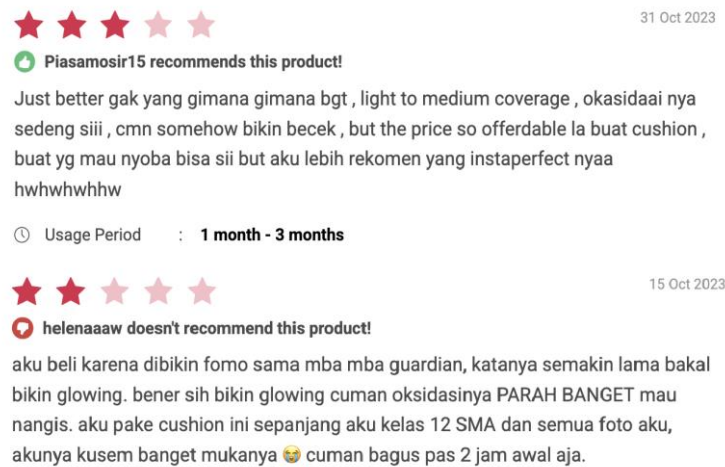 31 Oct 2023
Piasamosir15 recommends this product!
Just better gak yang gimana gimana bgt , light to medium coverage , okasidaai nya
sedeng siii , cmn somehow bikin becek , but the price so offerdable la buat cushion ,
buat yg mau nyoba bisa sii but aku lebih rekomen yang instaperfect nyaa
hwhwhwhhw
Usage Period : 1 month - 3 months
15 Oct 2023
helenaaaw doesn't recommend this product!
aku beli karena dibikin fomo sama mba mba guardian, katanya semakin lama bakal
bikin glowing. bener sih bikin glowing cuman oksidasinya PARAH BANGET mau
nangis. aku pake cushion ini sepanjang aku kelas 12 SMA dan semua foto aku,
akunya kusem banget mukanya 😭 cuman bagus pas 2 jam awal aja.